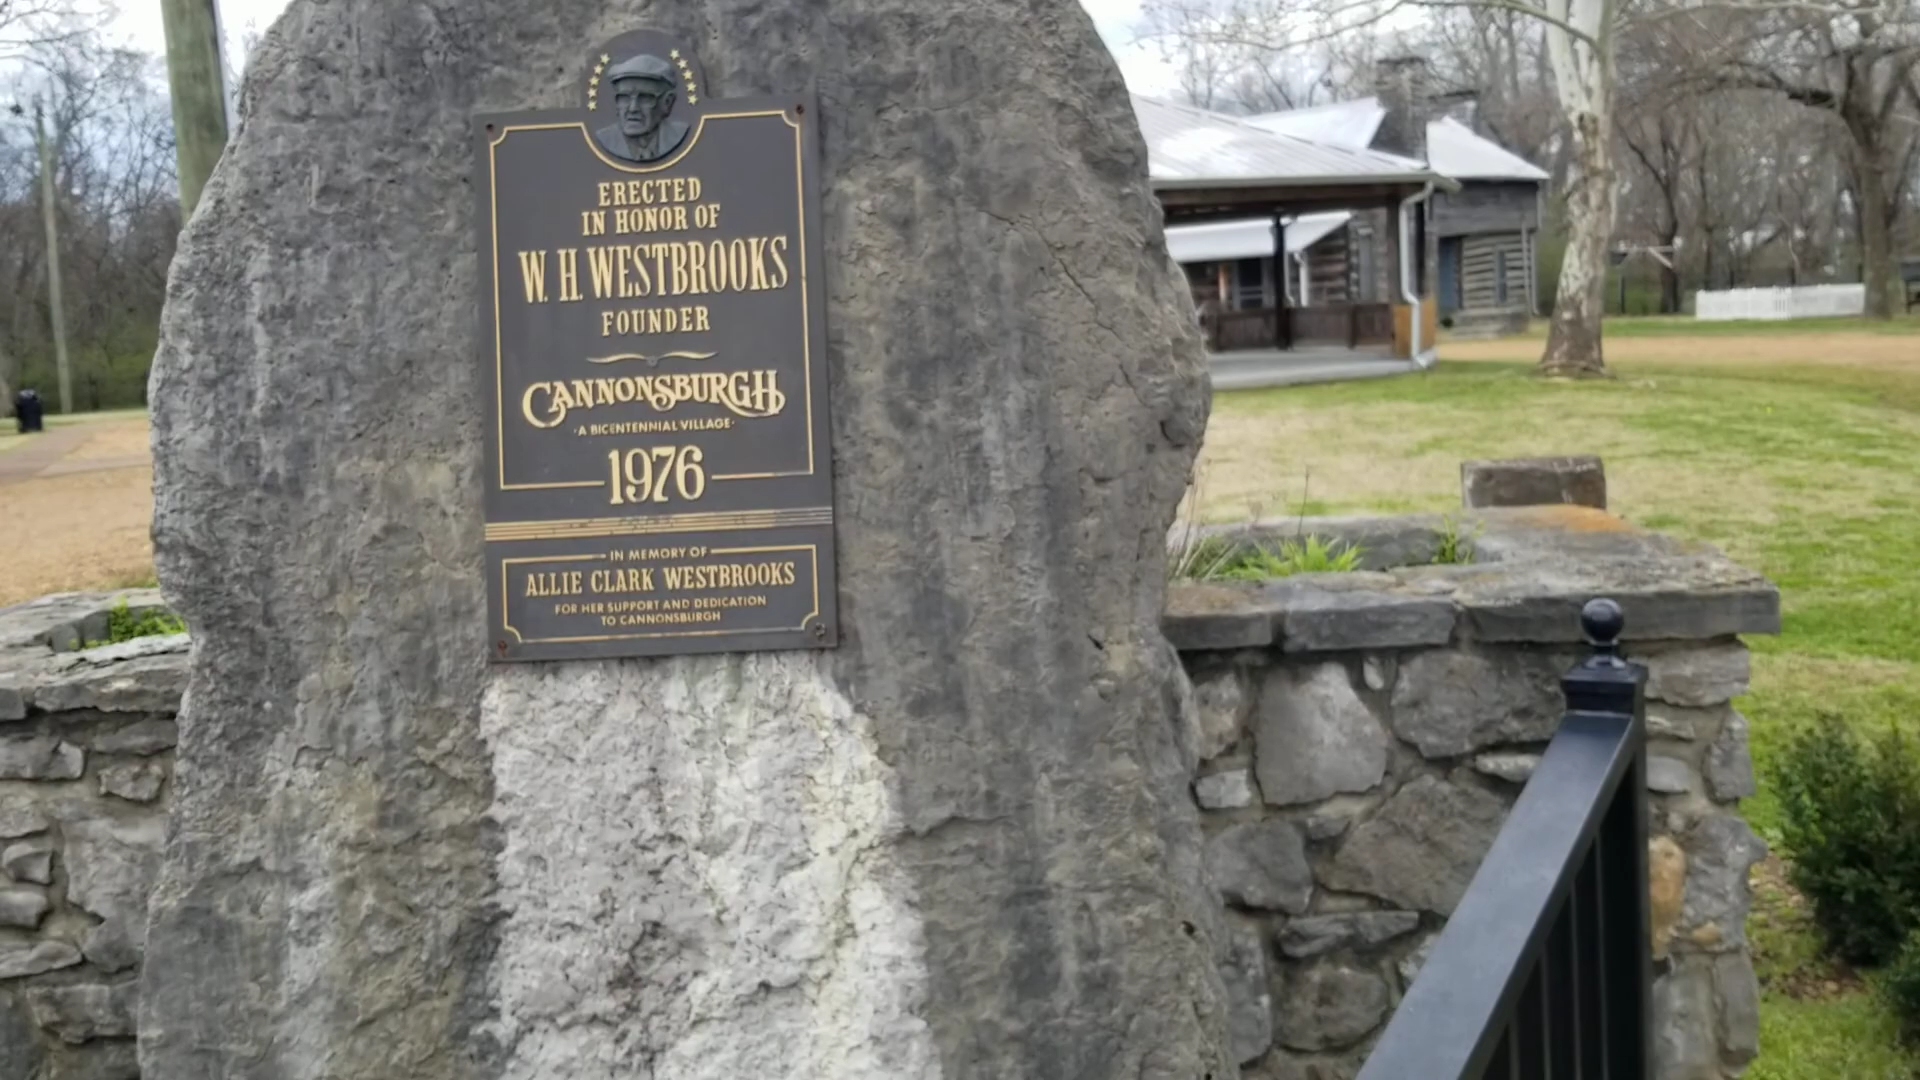 ERECTED
IN HONOR OF
W. H. WESTBROOKS
FOUNDER
CANNONSBURGH
·A BICENTENNIAL VILLAGE·
1976
IN MEMORY OF
ALLIE CLARK WESTBROOKS
FOR HER SUPPORT AND DEDICATION
TO CANNONSBURGH